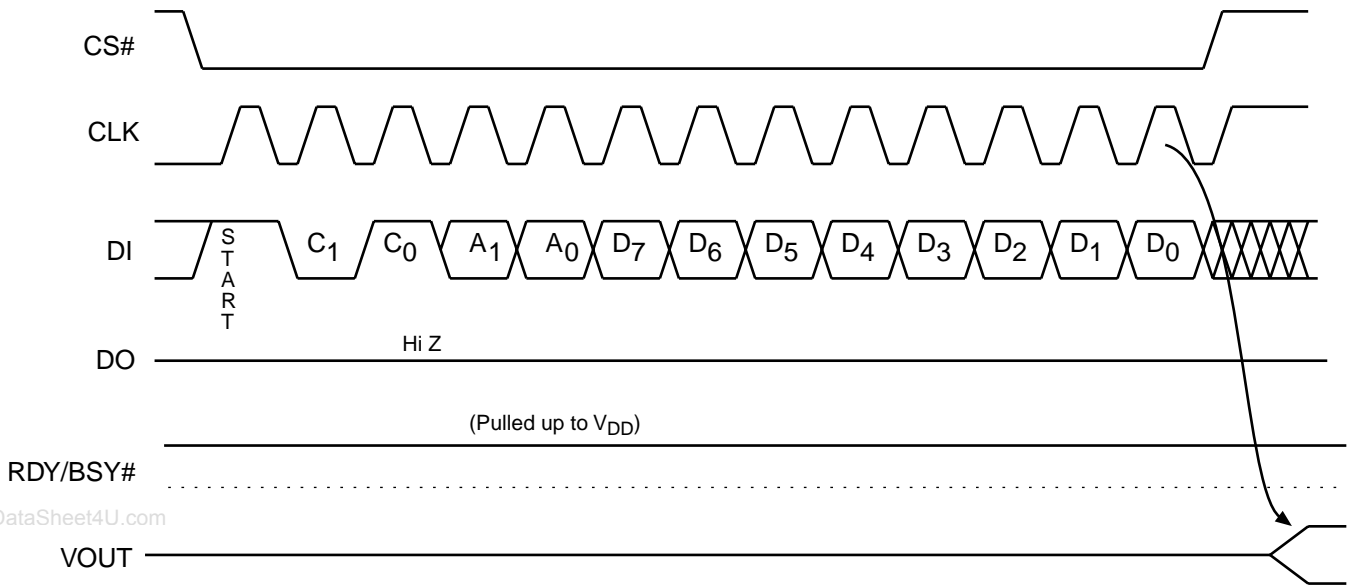 CS#
CLK
DI
START
C1
C0
A1
A0
D7
D6
D5
D4
D3
D2
D1
D0
Hi Z
DO
(Pulled up to VDD)
RDY/BSY#
DataSheet4U.com
VOUT